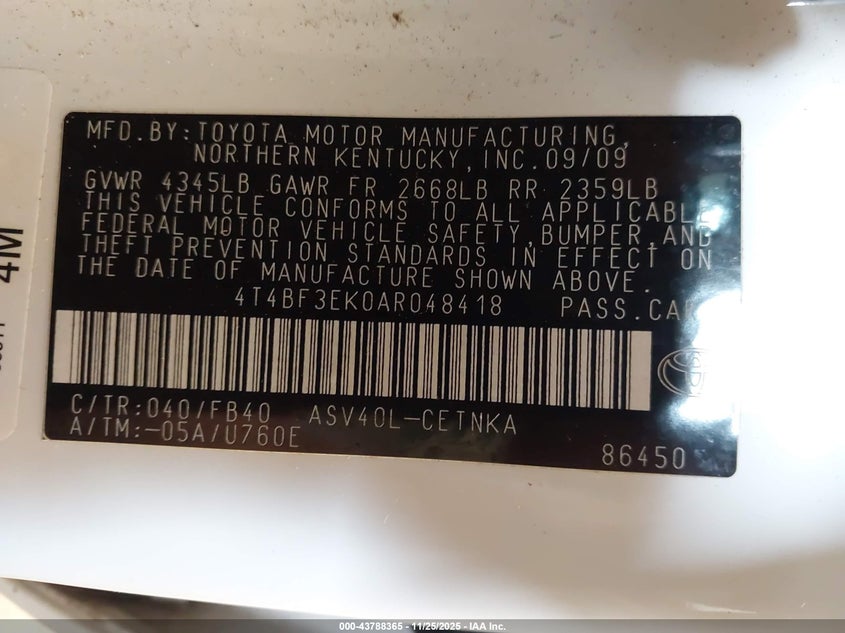 MFD.BY:TOYOTA MOTOR MANUFACTURING,
NORTHERN KENTUCKY,INC.09/09
GVWR 4345LB GAWR FR 2668LB RR 2359LB
THIS VEHICLE CONFORMS TO ALL APPLICABLE
FEDERAL MOTOR VEHICLE SAFETY,BUMPER,AND
THEFT PREVENTION STANDARDS IN EFFECT ON
THE DATE OF MANUFACTURE SHOWN ABOVE.
4T4BF3EK0AR048418 PASS.CAR
C/TR:040/FB40 ASV40L-CETNKA
A/TM:-05A/U760E
86450
4M
000-43788365 - 11/25/2025 - IAA Inc.